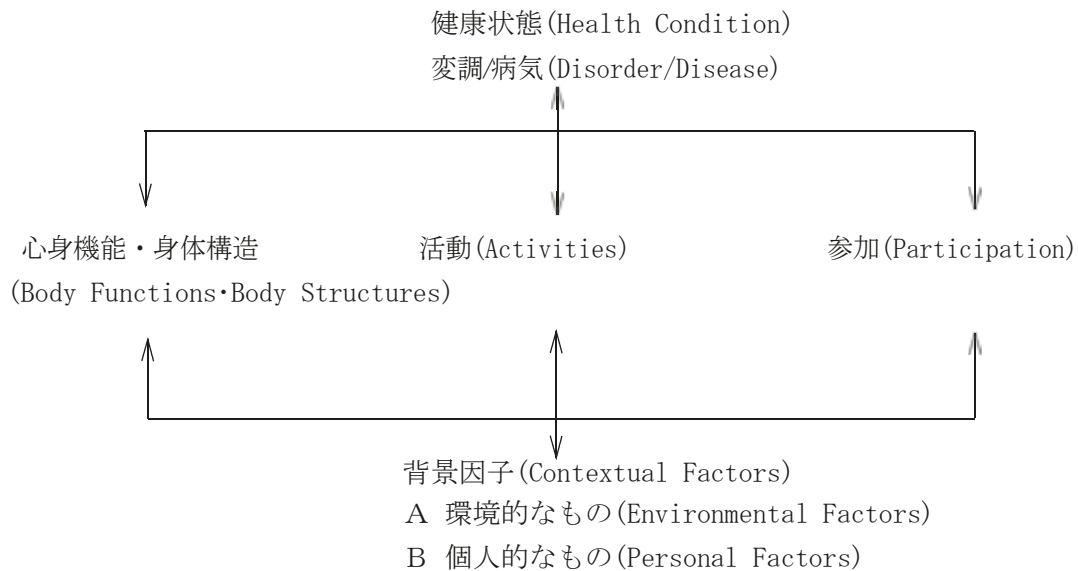 健康状態(Health Condition)
変調/病気(Disorder/Disease)
心身機能・身体構造
(Body Functions･Body Structures)
活動(Activities)
参加(Participation)
背景因子(Contextual Factors)
A 環境的なもの(Environmental Factors)
B 個人的なもの(Personal Factors)